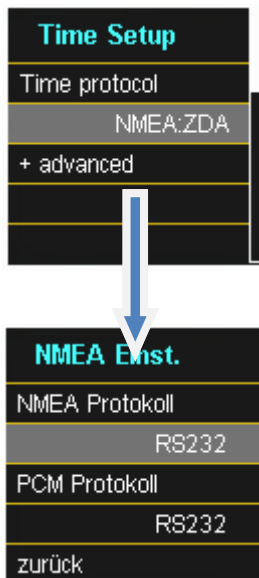 Time Setup
Time protocol
NMEA:ZDA
+ advanced
NMEA Einst.
NMEA Protokoll
RS232
PCM Protokoll
RS232
zurück